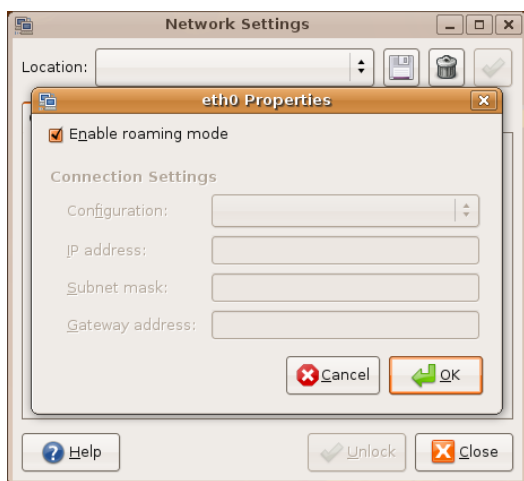 Network Settings
Location:
eth0 Properties
Enable roaming mode
Connection Settings
Configuration:
IP address:
Subnet mask:
Gateway address:
Cancel OK
Help Unlock Close